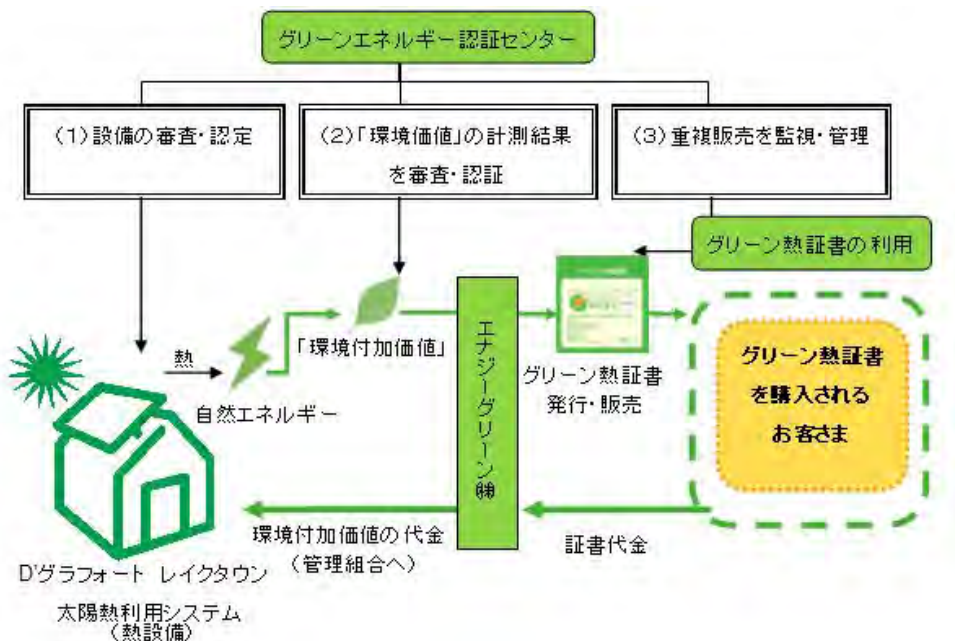 グリーンエネルギー認証センター
(1)設備の審査・認定
(2)「環境価値」の計測結果
を審査・認証
(3)重複販売を監視・管理
グリーン熱証書の利用
熱
自然エネルギー
「環境付加価値」
エナジーグリーン㈱
グリーン熱証書
発行・販売
グリーン熱証書
を購入される
お客さま
環境付加価値の代金
(管理組合へ)
証書代金
D'グラフォート レイクタウン
太陽熱利用システム
(熱設備)